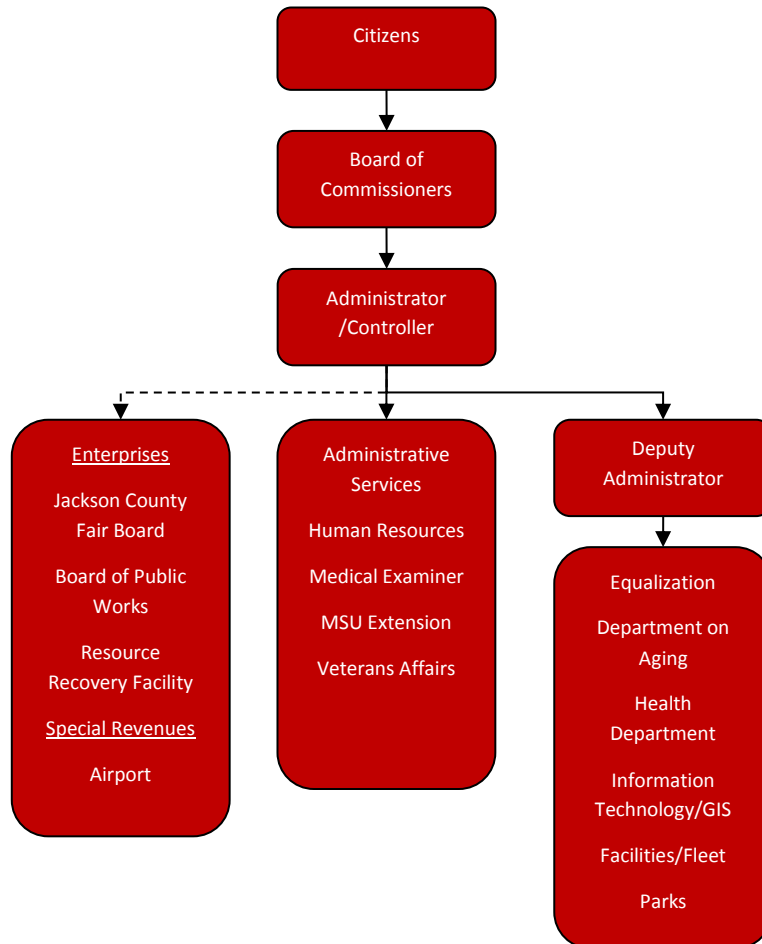 Citizens
Board of
Commissioners
Administrator
/Controller
Enterprises
Jackson County
Fair Board
Board of Public
Works
Resource
Recovery Facility
Special Revenues
Airport
Administrative
Services
Human Resources
Medical Examiner
MSU Extension
Veterans Affairs
Deputy
Administrator
Equalization
Department on
Aging
Health
Department
Information
Technology/GIS
Facilities/Fleet
Parks